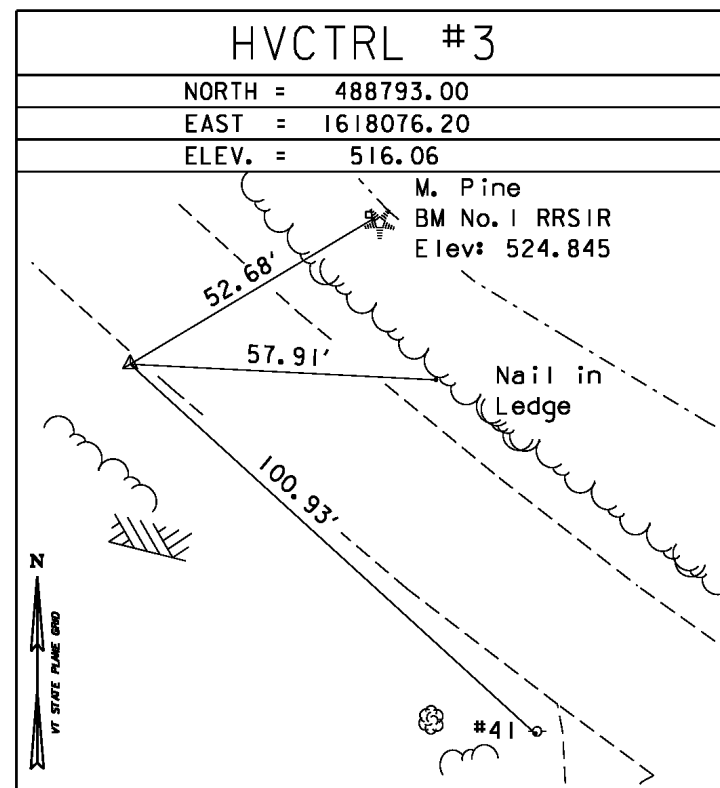 HVCTRL #3
NORTH = 488793.00
EAST = 1618076.20
ELEV. = 516.06
M. Pine
BM No. 1 RRSIR
Elev: 524.845
52.68'
57.91'
Nail in
Ledge
100.93'
N
VT STATE PLANE GRID
#41